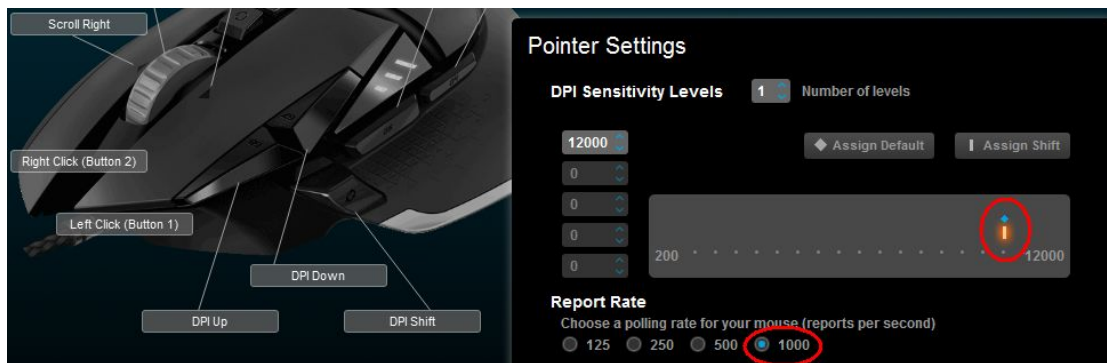 Scroll Right
Right Click (Button 2)
Left Click (Button 1)
DPI Down
DPI Up
DPI Shift
Pointer Settings
DPI Sensitivity Levels 1 Number of levels
12000 Assign Default Assign Shift
0
0
0
0
200 12000
Report Rate
Choose a polling rate for your mouse (reports per second)
125 250 500 1000